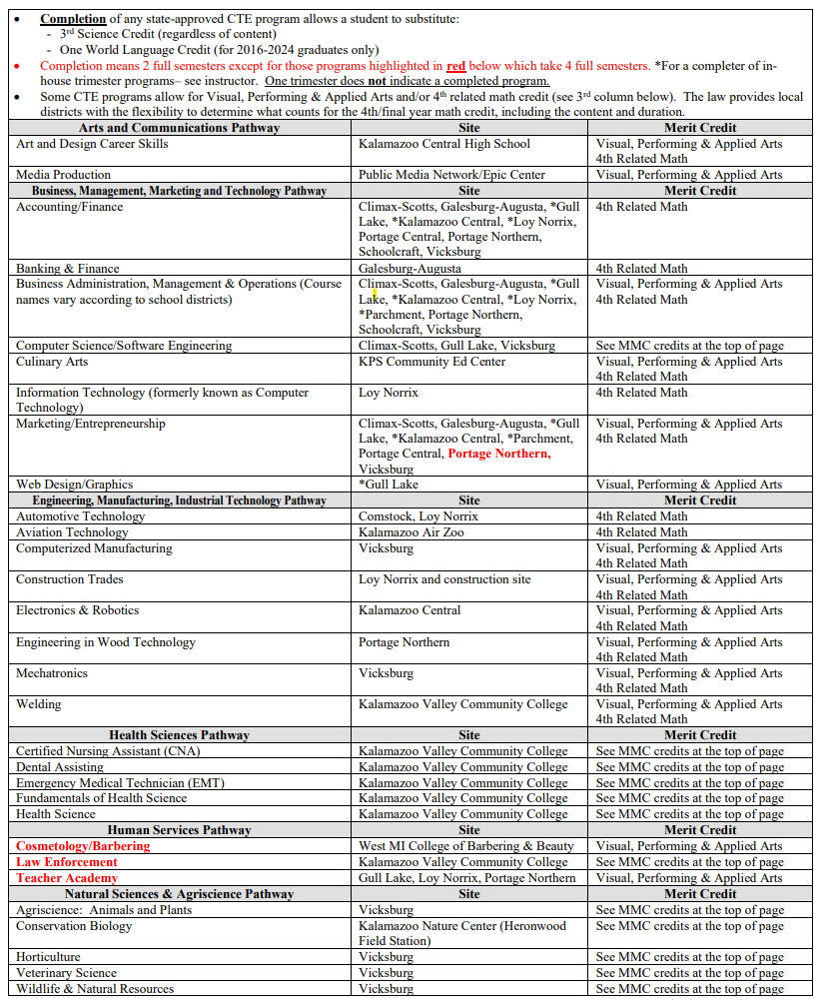 • Completion of any state-approved CTE program allows a student to substitute:
- 3rd Science Credit (regardless of content)
- One World Language Credit (for 2016-2024 graduates only)
• Completion means 2 full semesters except for those programs highlighted in red below which take 4 full semesters. *For a completer of in-
house trimester programs– see instructor. One trimester does not indicate a completed program.
• Some CTE programs allow for Visual, Performing & Applied Arts and/or 4th related math credit (see 3rd column below). The law provides local
districts with the flexibility to determine what counts for the 4th/final year math credit, including the content and duration.
Arts and Communications Pathway Site Merit Credit
Art and Design Career Skills Kalamazoo Central High School Visual, Performing & Applied Arts
4th Related Math
Media Production Public Media Network/Epic Center Visual, Performing & Applied Arts
Business, Management, Marketing and Technology Pathway Site Merit Credit
Accounting/Finance Climax-Scotts, Galesburg-Augusta, *Gull 4th Related Math
Lake, *Kalamazoo Central, *Loy Norrix,
Portage Central, Portage Northern,
Schoolcraft, Vicksburg
Banking & Finance Galesburg-Augusta 4th Related Math
Business Administration, Management & Operations (Course Climax-Scotts, Galesburg-Augusta, *Gull Visual, Performing & Applied Arts
names vary according to school districts) Lake, *Kalamazoo Central, *Loy Norrix, 4th Related Math
*Parchment, Portage Northern,
Schoolcraft, Vicksburg
Computer Science/Software Engineering Climax-Scotts, Gull Lake, Vicksburg See MMC credits at the top of page
Culinary Arts KPS Community Ed Center Visual, Performing & Applied Arts
4th Related Math
Information Technology (formerly known as Computer Loy Norrix 4th Related Math
Technology)
Marketing/Entrepreneurship Climax-Scotts, Galesburg-Augusta, *Gull Visual, Performing & Applied Arts
Lake, *Kalamazoo Central, *Parchment, 4th Related Math
Portage Central, Portage Northern,
Vicksburg
Web Design/Graphics *Gull Lake Visual, Performing & Applied Arts
Engineering, Manufacturing, Industrial Technology Pathway Site Merit Credit
Automotive Technology Comstock, Loy Norrix 4th Related Math
Aviation Technology Kalamazoo Air Zoo 4th Related Math
Computerized Manufacturing Vicksburg Visual, Performing & Applied Arts
4th Related Math
Construction Trades Loy Norrix and construction site Visual, Performing & Applied Arts
4th Related Math
Electronics & Robotics Kalamazoo Central Visual, Performing & Applied Arts
4th Related Math
Engineering in Wood Technology Portage Northern Visual, Performing & Applied Arts
4th Related Math
Mechatronics Vicksburg Visual, Performing & Applied Arts
4th Related Math
Welding Kalamazoo Valley Community College Visual, Performing & Applied Arts
4th Related Math
Health Sciences Pathway Site Merit Credit
Certified Nursing Assistant (CNA) Kalamazoo Valley Community College See MMC credits at the top of page
Dental Assisting Kalamazoo Valley Community College See MMC credits at the top of page
Emergency Medical Technician (EMT) Kalamazoo Valley Community College See MMC credits at the top of page
Fundamentals of Health Science Kalamazoo Valley Community College See MMC credits at the top of page
Health Science Kalamazoo Valley Community College See MMC credits at the top of page
Human Services Pathway Site Merit Credit
Cosmetology/Barbering West MI College of Barbering & Beauty Visual, Performing & Applied Arts
Law Enforcement Kalamazoo Valley Community College See MMC credits at the top of page
Teacher Academy Gull Lake, Loy Norrix, Portage Northern Visual, Performing & Applied Arts
Natural Sciences & Agriscience Pathway Site Merit Credit
Agriscience: Animals and Plants Vicksburg See MMC credits at the top of page
Conservation Biology Kalamazoo Nature Center (Heronwood See MMC credits at the top of page
Field Station)
Horticulture Vicksburg See MMC credits at the top of page
Veterinary Science Vicksburg See MMC credits at the top of page
Wildlife & Natural Resources Vicksburg See MMC credits at the top of page